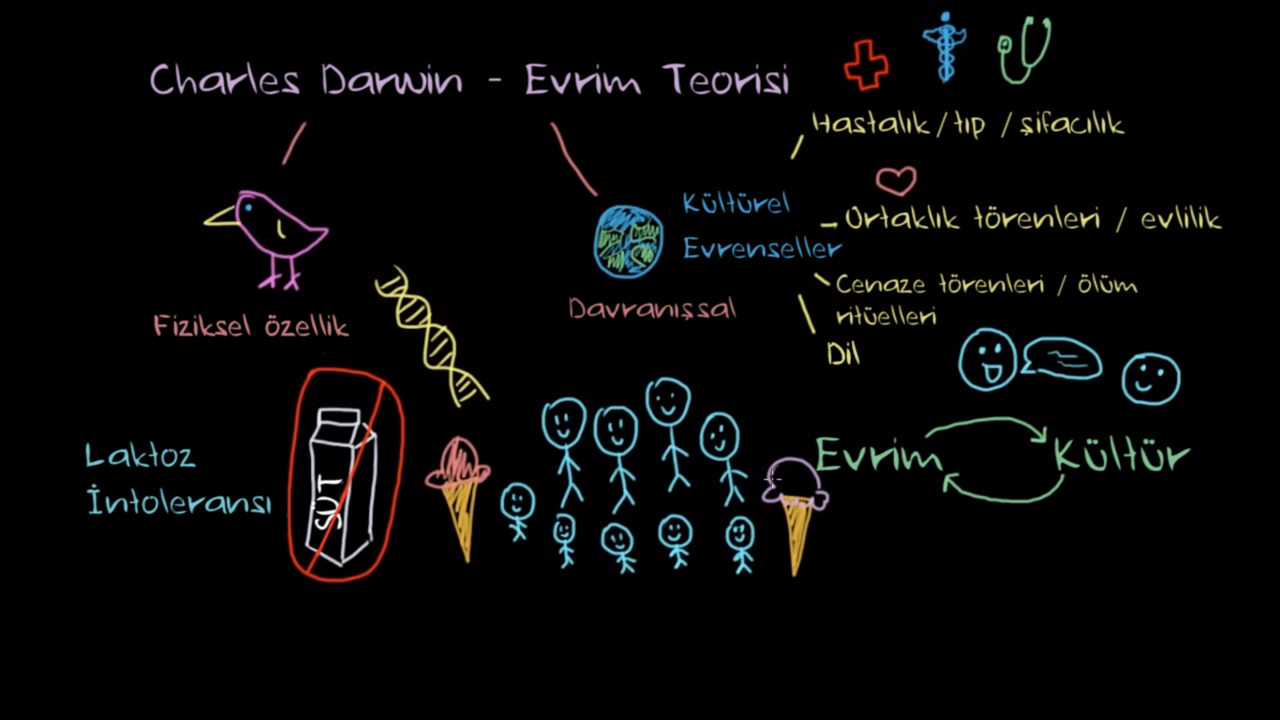 Charles Darwin - Evrim Teorisi
Hastalık / tıp / şifacılık
Kültürel
Evrenseller
Ortaklık törenleri / evlilik
Cenaze törenleri / ölüm
ritüelleri
Dil
Fiziksel özellik
Davranışsal
Laktoz
İntoleransı
SÜT
Evrim
Kültür